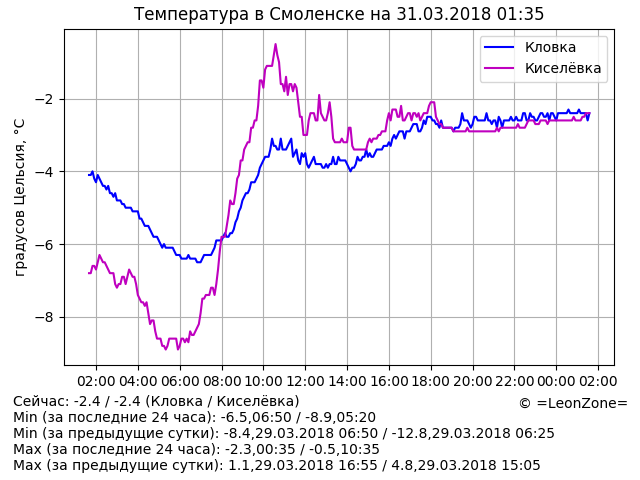 Температура в Смоленске на 31.03.2018 01:35
Кловка
Киселёвка
градусов Цельсия, °C
−2
−4
−6
−8
02:00 04:00 06:00 08:00 10:00 12:00 14:00 16:00 18:00 20:00 22:00 00:00 02:00
Сейчас: -2.4 / -2.4 (Кловка / Киселёвка)
© =LeonZone=
Min (за последние 24 часа): -6.5,06:50 / -8.9,05:20
Min (за предыдущие сутки): -8.4,29.03.2018 06:50 / -12.8,29.03.2018 06:25
Max (за последние 24 часа): -2.3,00:35 / -0.5,10:35
Max (за предыдущие сутки): 1.1,29.03.2018 16:55 / 4.8,29.03.2018 15:05